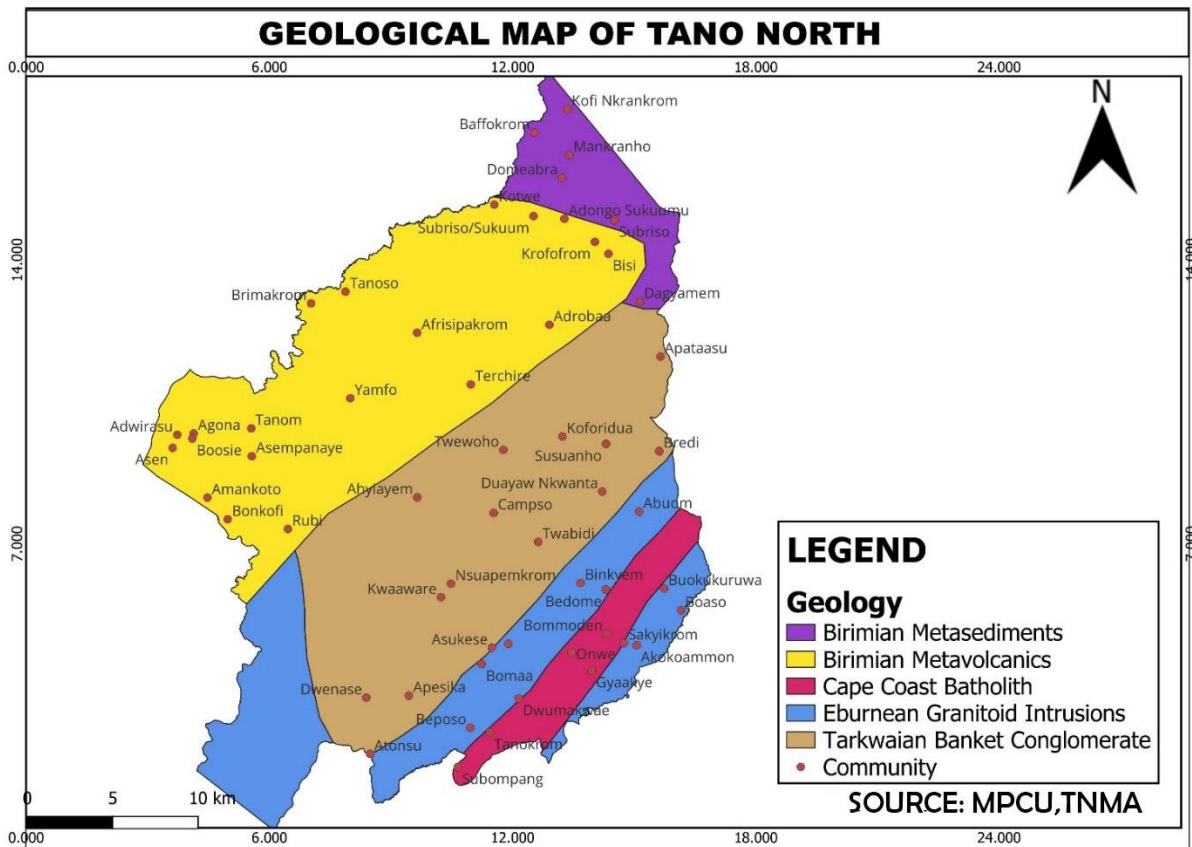 GEOLOGICAL MAP OF TANO NORTH
0.000 6.000 12.000 18.000 24.000
N
Kofi Nkrankrom
Baffokrom
Mankranho
Domeabra
Kotwe
Adongo Sukuumu
Subriso/Sukuum
Subriso
Krofofrom
Bisi
14.000
14.000
Tanoso
Brimakrom
Dagyamem
Afrisipakrom
Adrobaa
Apataasu
Terchire
Yamfo
Adwirasu
Agona
Tanom
Koforidua
Twewoho
Bredi
Asen
Boosie
Asempanaye
Susuanho
Duayaw Nkwanta
Amankoto
Ahylayem
Abuom
Bonkofi
Campso
Rubi
7.000
7.000
Twabidi
Nsuapemkrom
Binkyem
Buokukuruwa
Kwaaware
Bedome
Boaso
Bommoden
Asukese
Sakyikrom
Onwe
Akokoammon
Bomaa
Gyaakye
Dwenase
Apesika
Dwumakwae
Beposo
Atonsu
Tanokrom
Subompang
LEGEND
Geology
Birimian Metasediments
Birimian Metavolcanics
Cape Coast Batholith
Eburnean Granitoid Intrusions
Tarkwaian Banket Conglomerate
Community
SOURCE: MPCU,TNMA
0 5 10 km
0.000 6.000 12.000 18.000 24.000